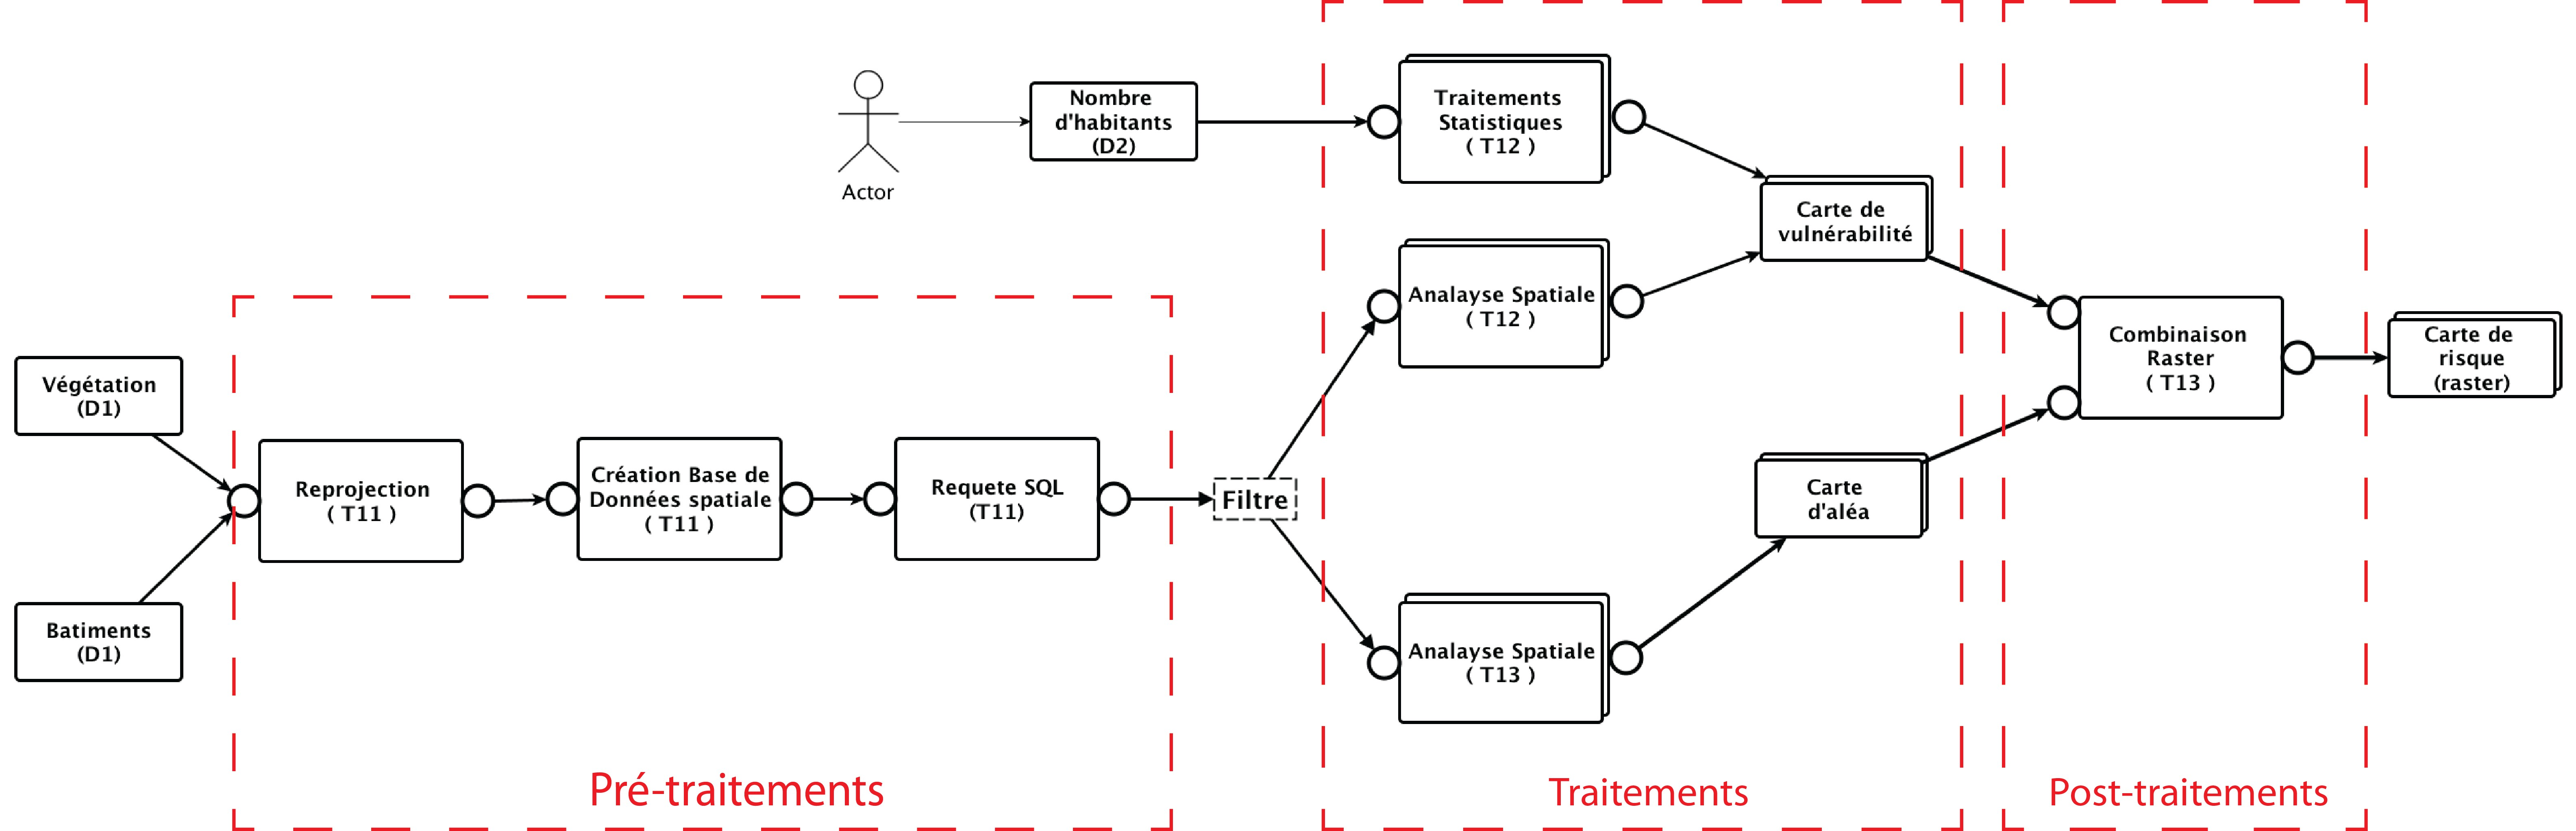 Actor
Nombre
d'habitants
(D2)
Traitements
Statistiques
( T12 )
Carte de
vulnérabilité
Analayse Spatiale
( T12 )
Végétation
(D1)
Batiments
(D1)
Reprojection
( T11 )
Création Base de
Données spatiale
( T11 )
Requete SQL
(T11)
Filtre
Analayse Spatiale
( T13 )
Carte
d'aléa
Combinaison
Raster
( T13 )
Carte de
risque
(raster)
Pré-traitements
Traitements
Post-traitements